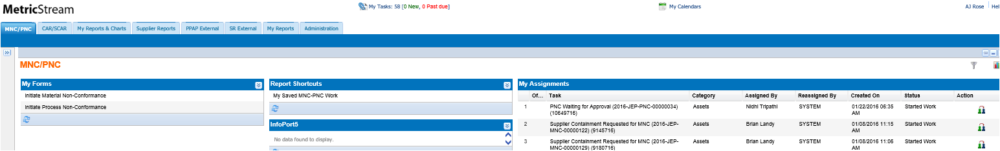 MetricStream
My Tasks: 58 [0 New, 0 Past due]
My Calendars
AJ Rose
Hel
MNC/PNC
CAR/SCAR
My Reports & Charts
Supplier Reports
PPAP External
SR External
My Reports
Administration
MNC/PNC
My Forms
Initiate Material Non-Conformance
Initiate Process Non-Conformance
Report Shortcuts
My Saved MNC-PNC Work
InfoPort5
No data found to display.
My Assignments
Of... Task Category Assigned By Reassigned By Created On Status Action
1 PNC Waiting for Approval (2016-JEP-PNC-00000034) Assets Nidhi Tripathi SYSTEM 01/22/2016 06:35 Started Work
(10649716) AM
2 Supplier Containment Requested for MNC (2016-JEP- Assets Brian Landy SYSTEM 01/08/2016 11:15 Started Work
MNC-00000122) (9145716) AM
3 Supplier Containment Requested for MNC (2016-JEP- Assets Brian Landy SYSTEM 01/08/2016 11:06 Started Work
MNC-00000129) (9180716) AM